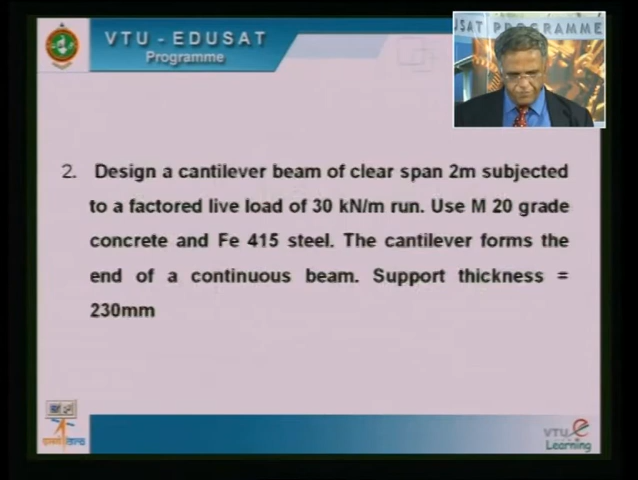 VTU - EDUSAT
Programme
USAT PROGRAMME
2. Design a cantilever beam of clear span 2m subjected
to a factored live load of 30 kN/m run. Use M 20 grade
concrete and Fe 415 steel. The cantilever forms the
end of a continuous beam. Support thickness =
230mm
VTU e
Learning